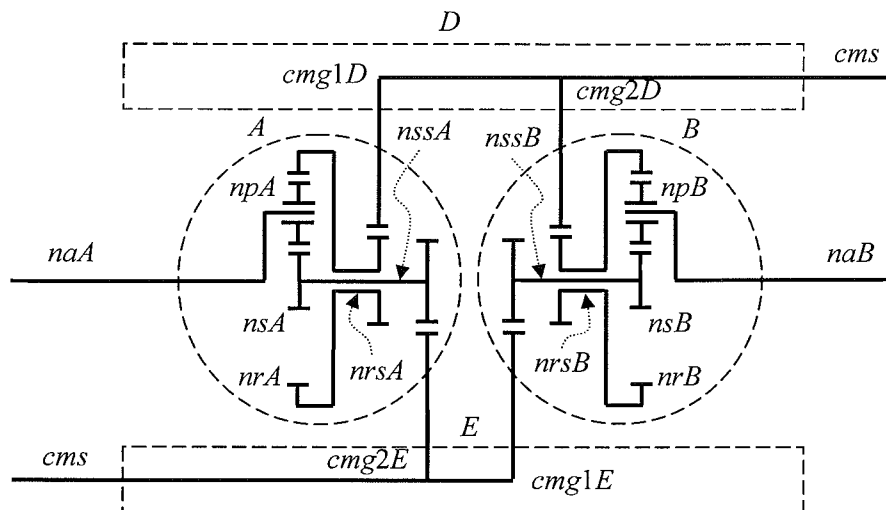 D
cms
cmg1D
cmg2D
A
nssA
nssB
B
npA
npB
naA
naB
nsA
nsB
nrA
nrsA
nrsB
nrB
E
cms
cmg2E
cmg1E